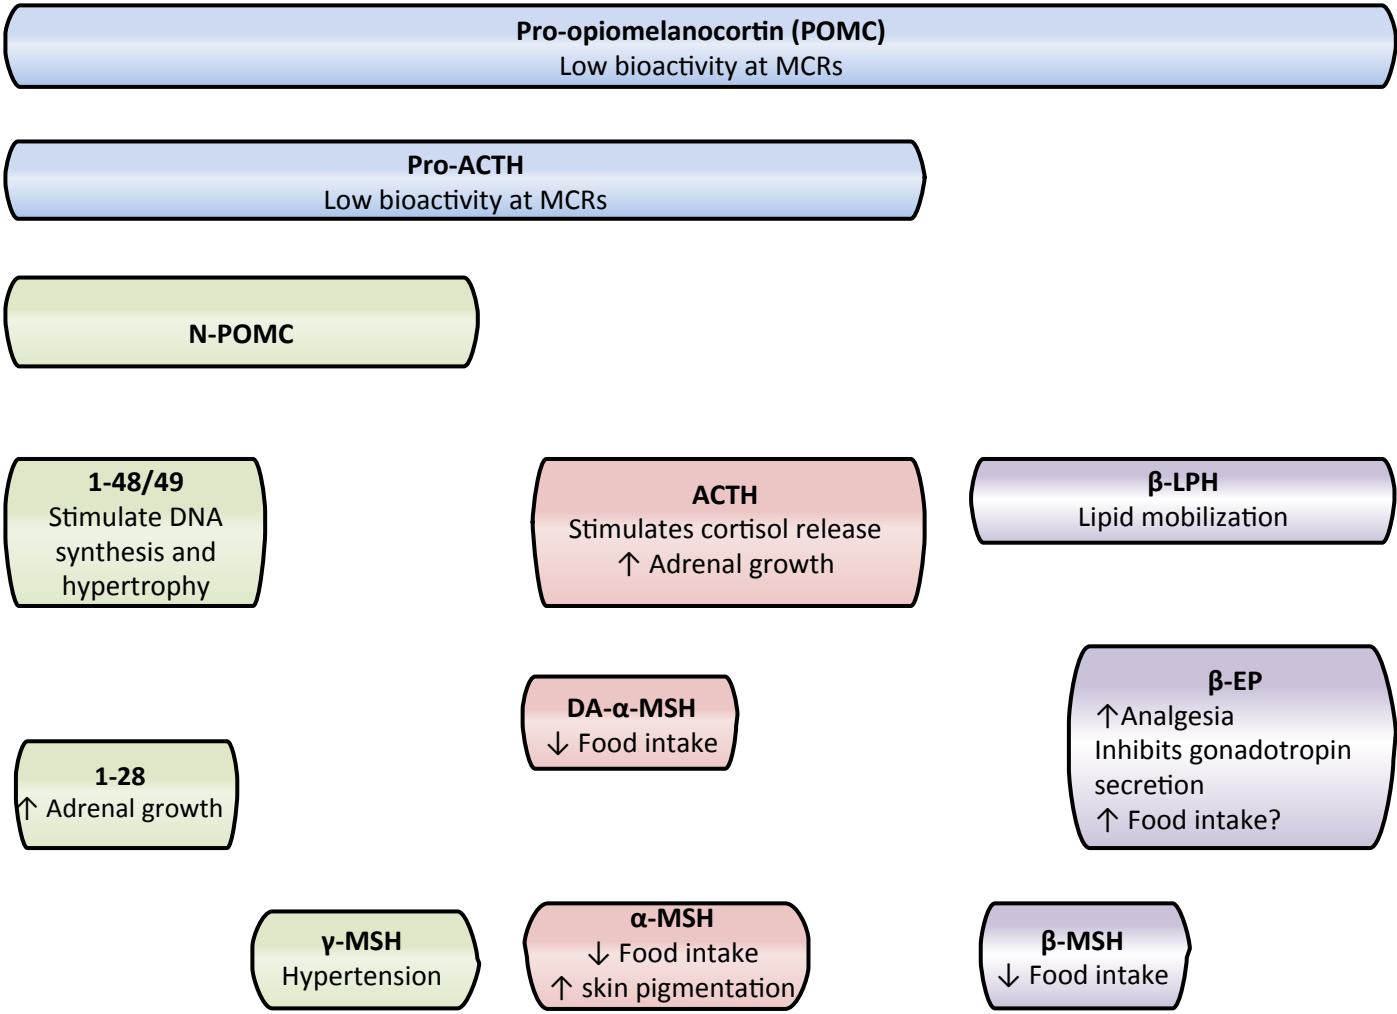 Pro-opiomelanocortin (POMC)
Low bioactivity at MCRs
Pro-ACTH
Low bioactivity at MCRs
N-POMC
1-48/49
Stimulate DNA
synthesis and
hypertrophy
ACTH
Stimulates cortisol release
↑ Adrenal growth
β-LPH
Lipid mobilization
DA-α-MSH
↓ Food intake
β-EP
↑Analgesia
Inhibits gonadotropin
secretion
↑ Food intake?
1-28
↑ Adrenal growth
γ-MSH
Hypertension
α-MSH
↓ Food intake
↑ skin pigmentation
β-MSH
↓ Food intake